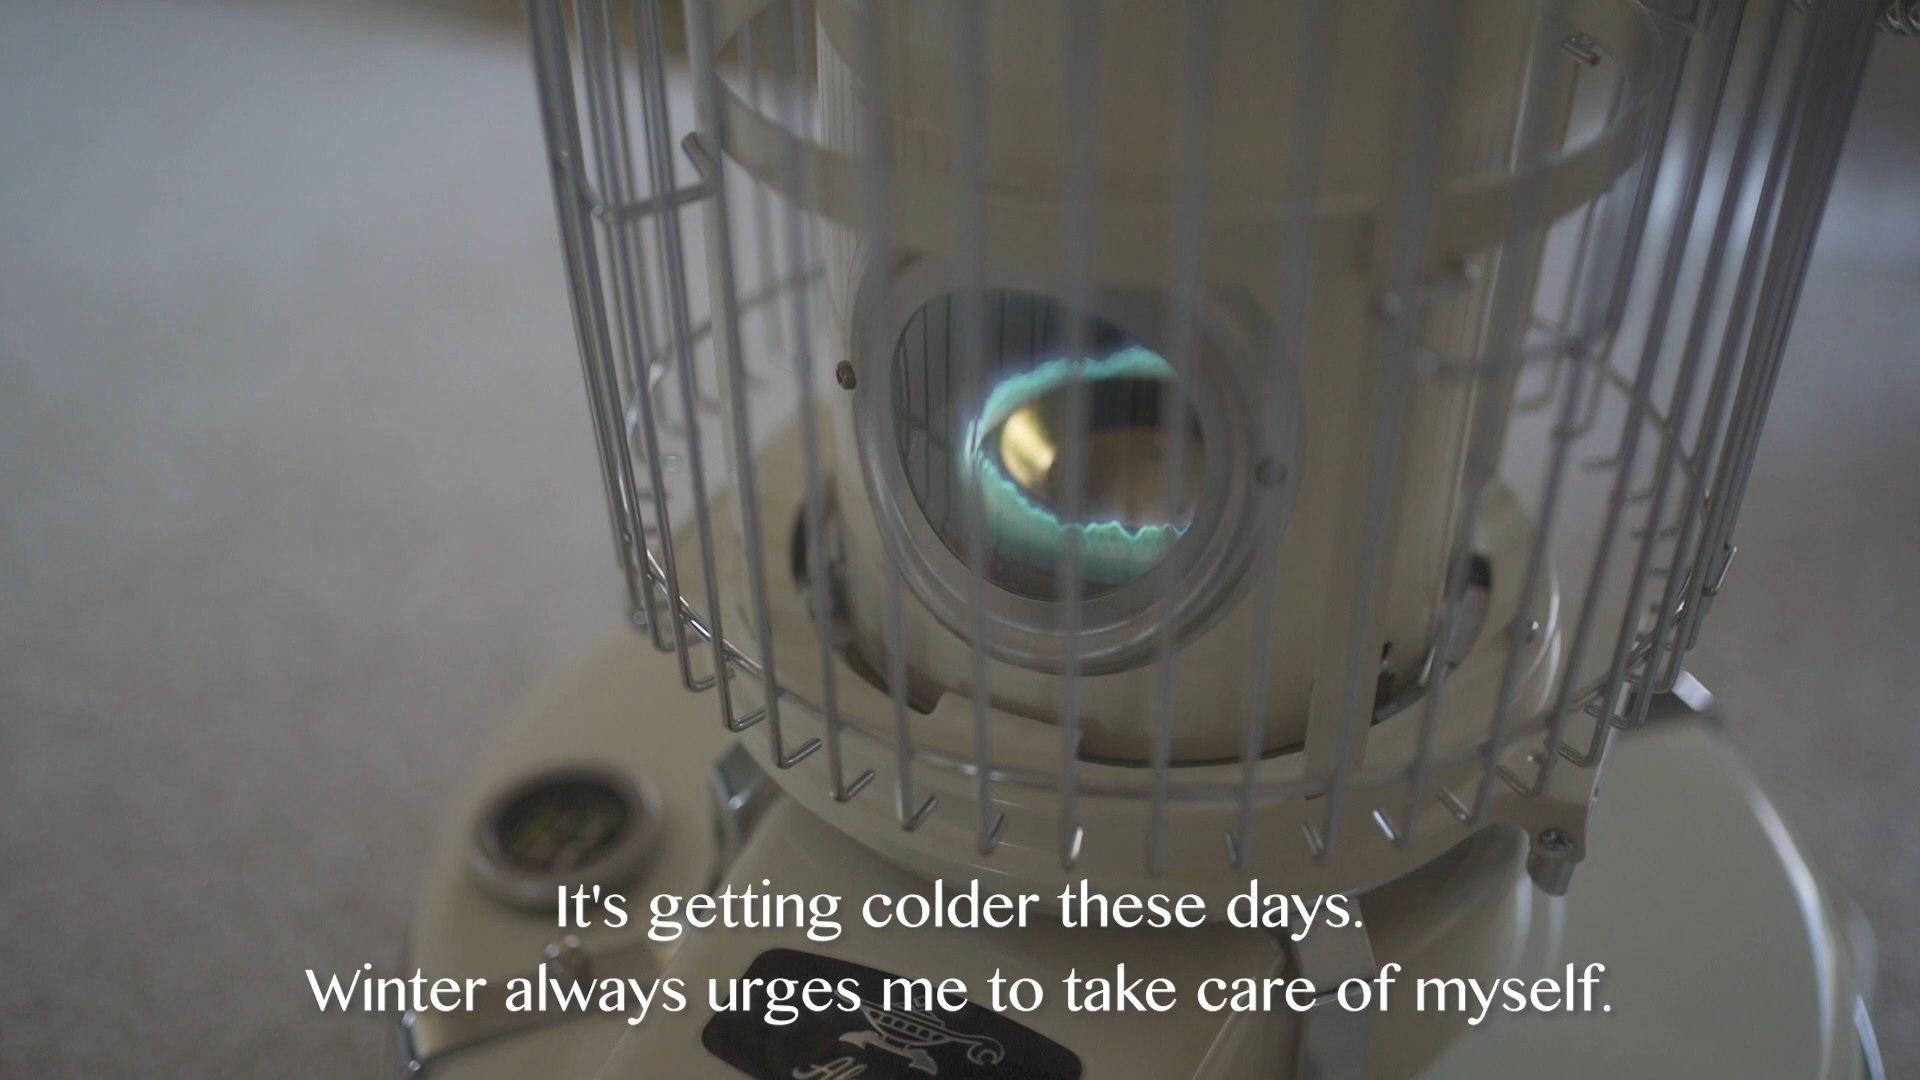 It's getting colder these days.
Winter always urges me to take care of myself.